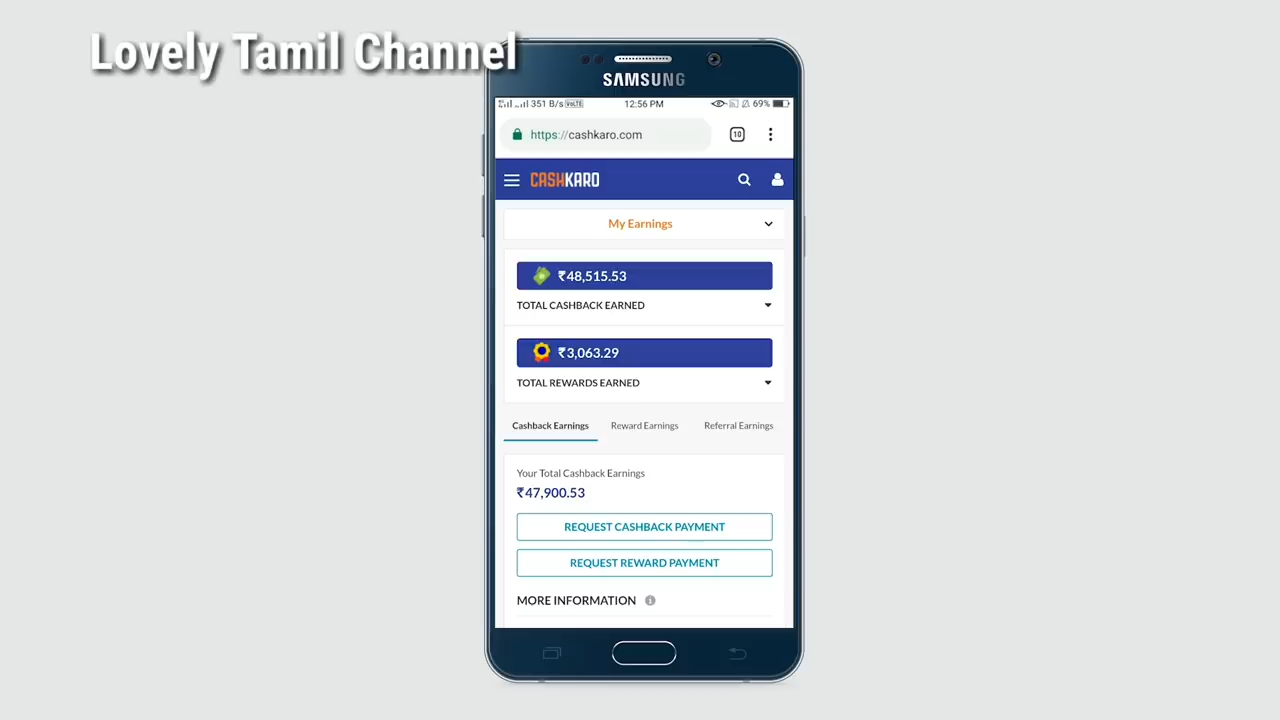 Lovely Tamil Channel
SAMSUNG
351 B/s VoLTE 12:56 PM 69%
https://cashkaro.com 10
CASHKARO
My Earnings
₹48,515.53
TOTAL CASHBACK EARNED
₹3,063.29
TOTAL REWARDS EARNED
Cashback Earnings Reward Earnings Referral Earnings
Your Total Cashback Earnings
₹47,900.53
REQUEST CASHBACK PAYMENT
REQUEST REWARD PAYMENT
MORE INFORMATION